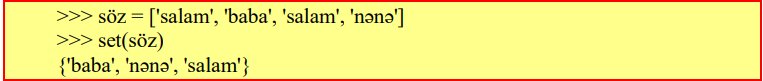 >>> söz = ['salam', 'baba', 'salam', 'nənə']
>>> set(söz)
{'baba', 'nənə', 'salam'}